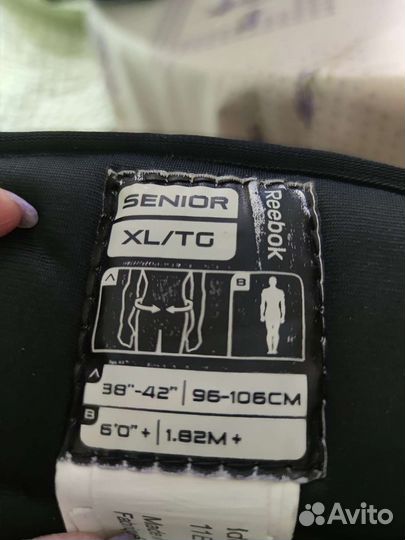 SENIOR
XL/TG
Reebok
A
B
A
38"-42" 96-106CM
B
6'0"+ 1.82M+
Avito